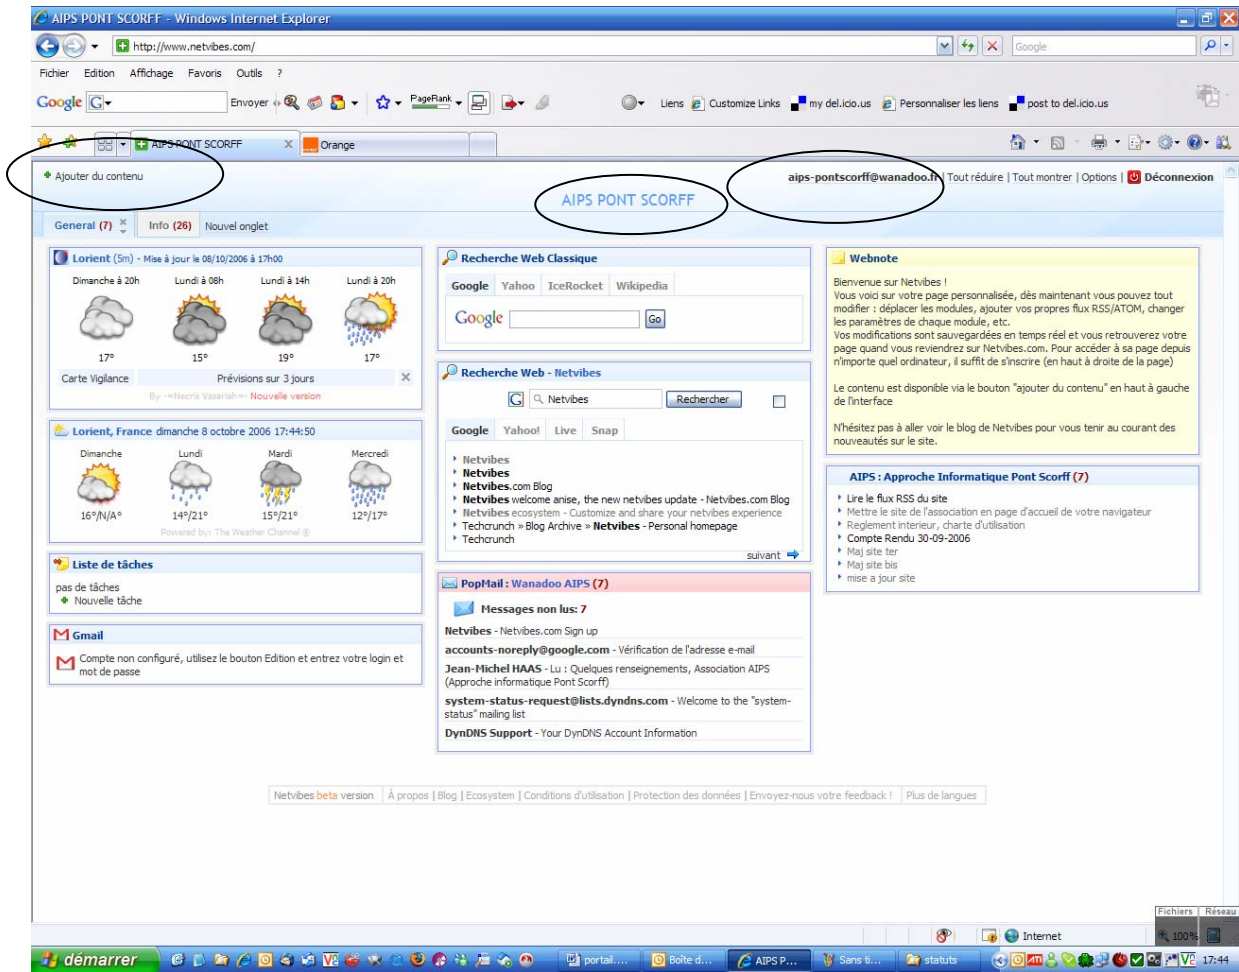 AIPS PONT SCORFF - Windows Internet Explorer
http://www.netvibes.com/
Google
Fichier Edition Affichage Favoris Outils ?
Google G Envoyer PageRank Liens Customize Links my del.icio.us Personnaliser les liens post to del.icio.us
AIPS PONT SCORFF X Orange
Ajouter du contenu
aips-pontscorff@wanadoo.fr | Tout réduire | Tout montrer | Options | Déconnexion
AIPS PONT SCORFF
General (7) Info (26) Nouvel onglet
Lorient (5m) - Mise à jour le 08/10/2006 à 17h00
Dimanche à 20h Lundi à 08h Lundi à 14h Lundi à 20h
17° 15° 19° 17°
Carte Vigilance Prévisions sur 3 jours
By -=Necris Vasariah=- Nouvelle version
Lorient, France dimanche 8 octobre 2006 17:44:50
Dimanche Lundi Mardi Mercredi
16°/N/A° 14°/21° 15°/21° 12°/17°
Powered by: The Weather Channel ®
Liste de tâches
pas de tâches
Nouvelle tâche
Gmail
Compte non configuré, utilisez le bouton Edition et entrez votre login et
mot de passe
Recherche Web Classique
Google Yahoo IceRocket Wikipedia
Google Go
Recherche Web - Netvibes
G Netvibes Rechercher
Google Yahoo! Live Snap
Netvibes
Netvibes
Netvibes.com Blog
Netvibes welcome anise, the new netvibes update - Netvibes.com Blog
Netvibes ecosystem - Customize and share your netvibes experience
Techcrunch » Blog Archive » Netvibes - Personal homepage
Techcrunch
suivant
PopMail : Wanadoo AIPS (7)
Messages non lus: 7
Netvibes - Netvibes.com Sign up
accounts-noreply@google.com - Vérification de l'adresse e-mail
Jean-Michel HAAS - Lu : Quelques renseignements, Association AIPS
(Approche informatique Pont Scorff)
system-status-request@lists.dyndns.com - Welcome to the "system-
status" mailing list
DynDNS Support - Your DynDNS Account Information
Webnote
Bienvenue sur Netvibes !
Vous voici sur votre page personnalisée, dès maintenant vous pouvez tout
modifier : déplacer les modules, ajouter vos propres flux RSS/ATOM, changer
les paramètres de chaque module, etc.
Vos modifications sont sauvegardées en temps réel et vous retrouverez votre
page quand vous reviendrez sur Netvibes.com. Pour accéder à sa page depuis
n'importe quel ordinateur, il suffit de s'inscrire (en haut à droite de la page)
Le contenu est disponible via le bouton "ajouter du contenu" en haut à gauche
de l'interface
N'hésitez pas à aller voir le blog de Netvibes pour vous tenir au courant des
nouveautés sur le site.
AIPS : Approche Informatique Pont Scorff (7)
Lire le flux RSS du site
Mettre le site de l'association en page d'accueil de votre navigateur
Reglement interieur, charte d'utilisation
Compte Rendu 30-09-2006
Maj site ter
Maj site bis
mise a jour site
Netvibes beta version À propos | Blog | Ecosystem | Conditions d'utilisation | Protection des données | Envoyez-nous votre feedback ! Plus de langues
Fichiers | Réseau
Internet 100%
démarrer portail.... Boîte d... AIPS P... Sans ti... statuts 17:44